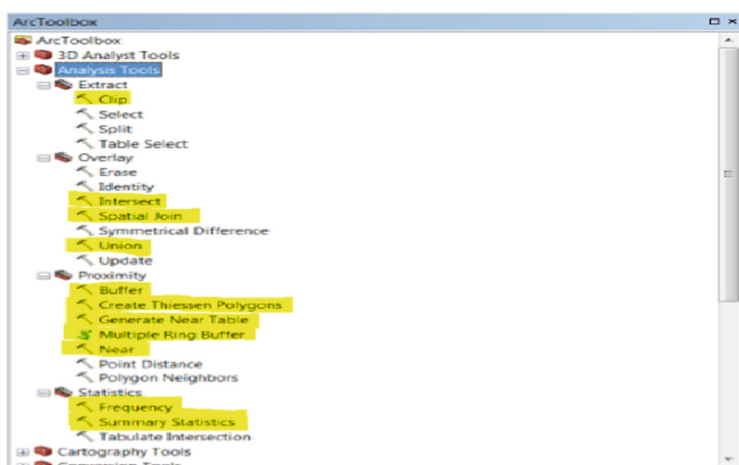 ArcToolbox
ArcToolbox
3D Analyst Tools
Analysis Tools
Extract
Clip
Select
Split
Table Select
Overlay
Erase
Identity
Intersect
Spatial Join
Symmetrical Difference
Union
Update
Proximity
Buffer
Create Thiessen Polygons
Generate Near Table
Multiple Ring Buffer
Near
Point Distance
Polygon Neighbors
Statistics
Frequency
Summary Statistics
Tabulate Intersection
Cartography Tools
Conversion Tools